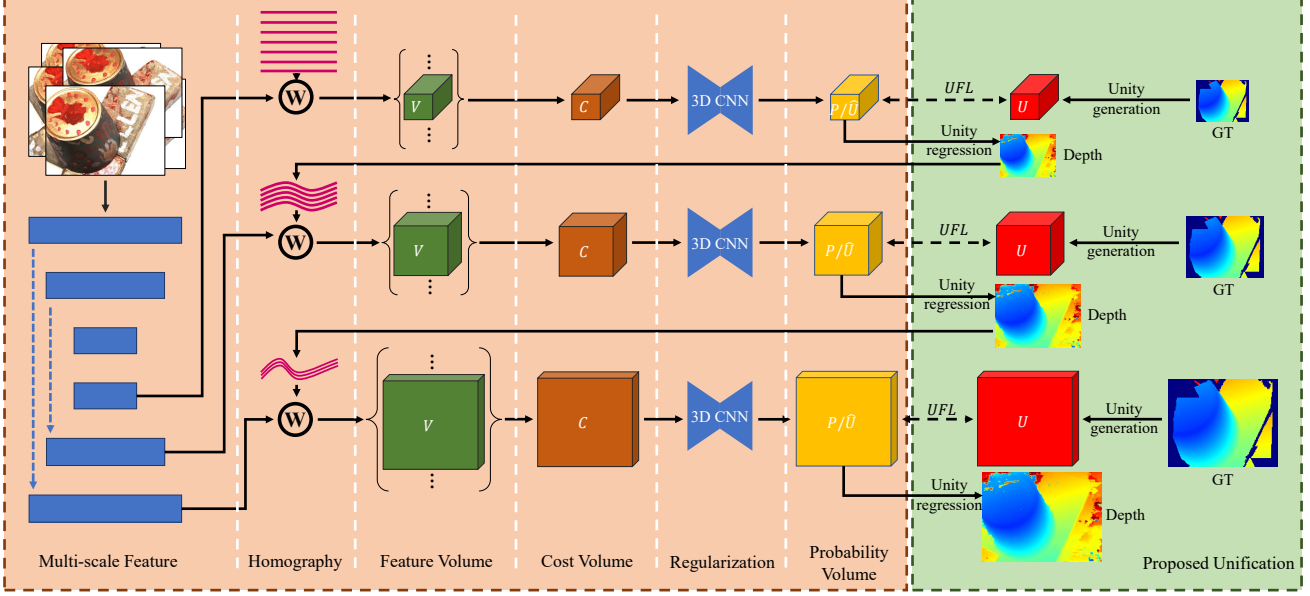 W
V
C
3D CNN
P/Û
UFL
U
Unity
generation
GT
Unity
regression
Depth
W
V
C
3D CNN
P/Û
UFL
U
Unity
generation
GT
Unity
regression
Depth
W
V
C
3D CNN
P/Û
UFL
U
Unity
generation
GT
Unity
regression
Depth
Multi-scale Feature
Homography
Feature Volume
Cost Volume
Regularization
Probability
Volume
Proposed Unification